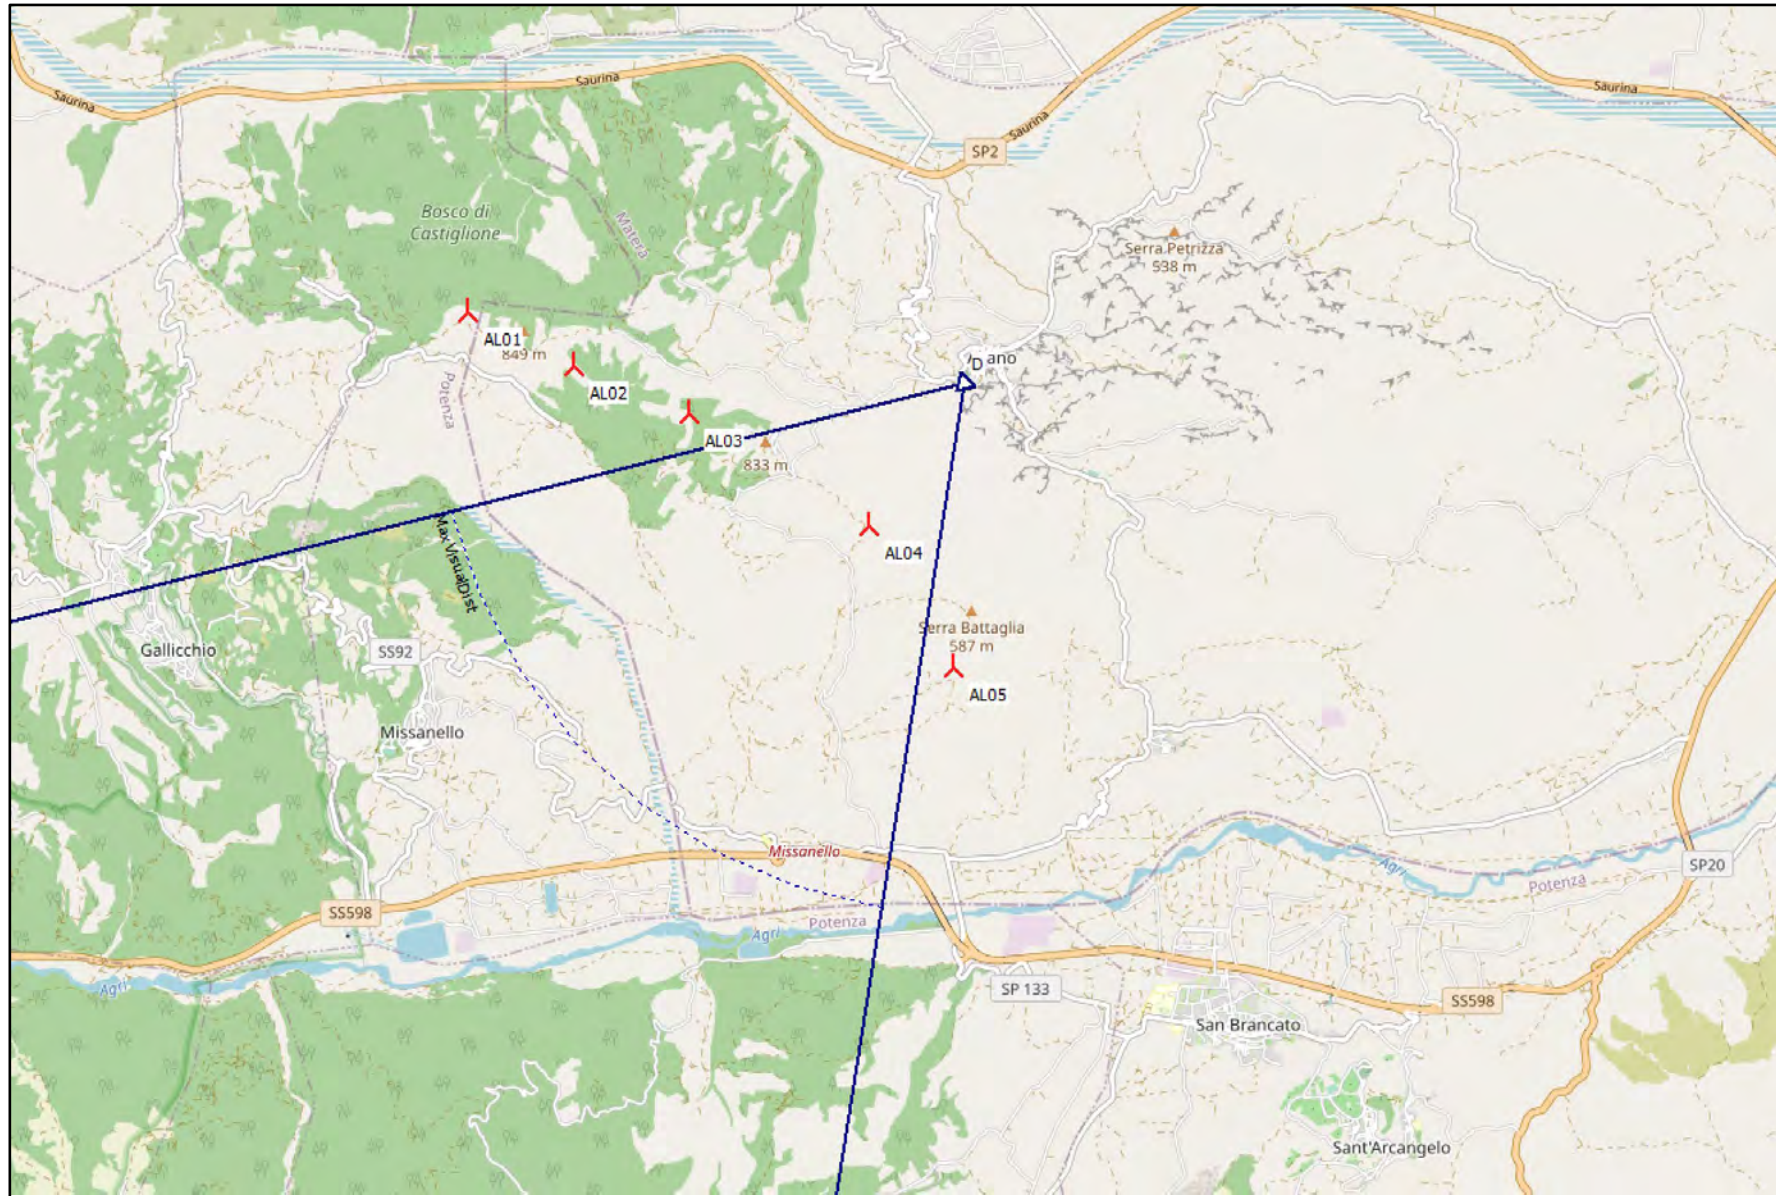 Saurina
Saurina
Saurina
Saurina
SP2
Bosco di
Castiglione
Matera
Serra Petrizza
538 m
AL01
849 m
ano
D
AL02
Potenza
AL03
833 m
MaxVisualDist
AL04
Serra Battaglia
587 m
Gallicchio
SS92
AL05
Missanello
Missanello
SP20
Agri
Potenza
SS598
Potenza
Agri
Agri
SP 133
SS598
San Brancato
Sant'Arcangelo